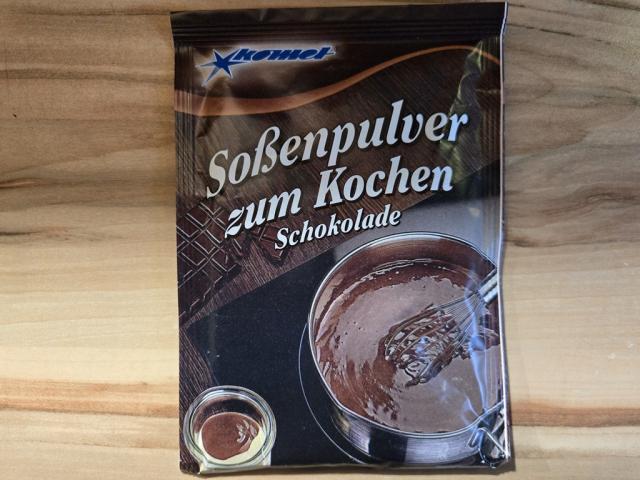 komet
Soßenpulver
zum Kochen
Schokolade